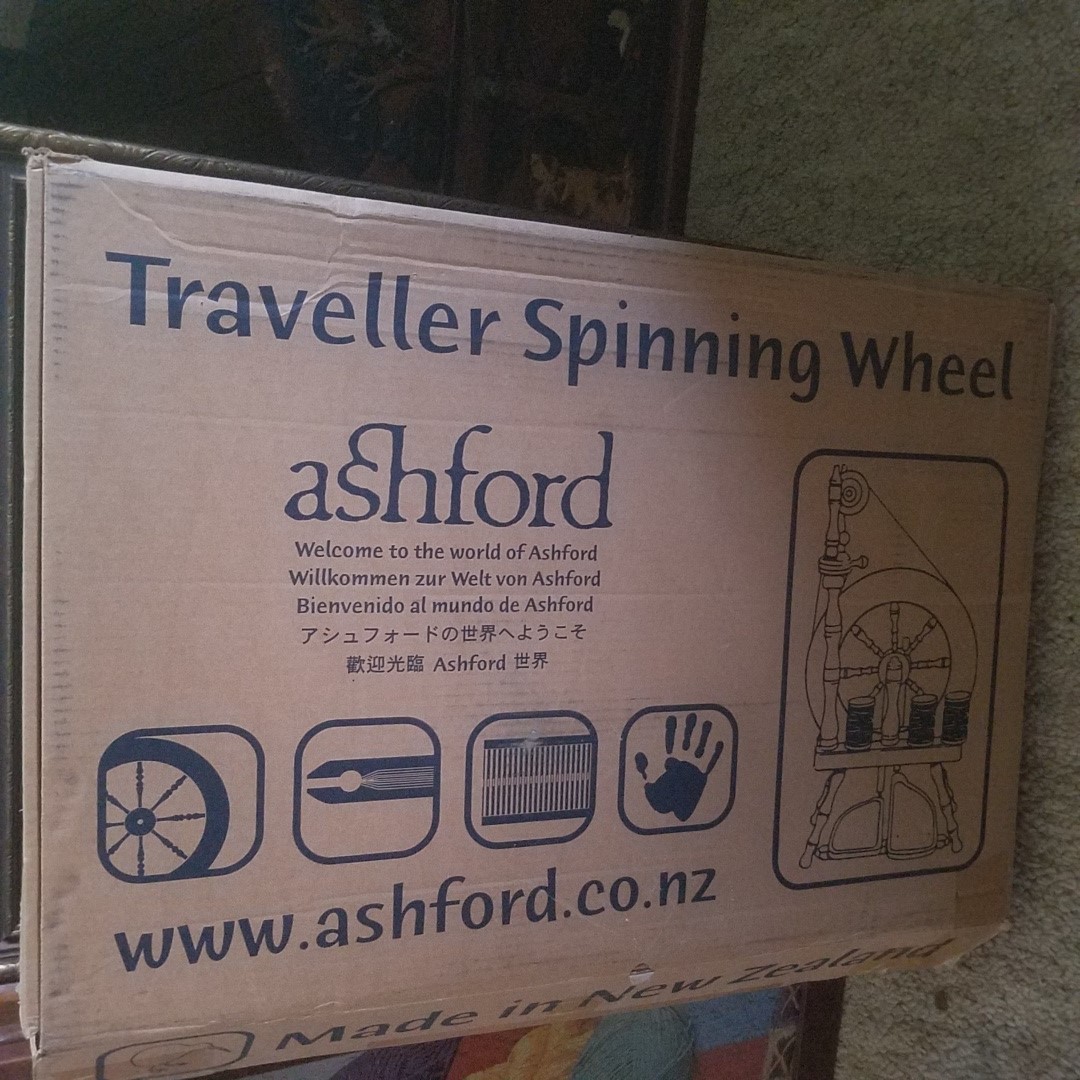 Traveller Spinning Wheel
ashford
Welcome to the world of Ashford
Willkommen zur Welt von Ashford
Bienvenido al mundo de Ashford
アシュフォードの世界へようこそ
歡迎光臨 Ashford 世界
www.ashford.co.nz
Made in New Zealand